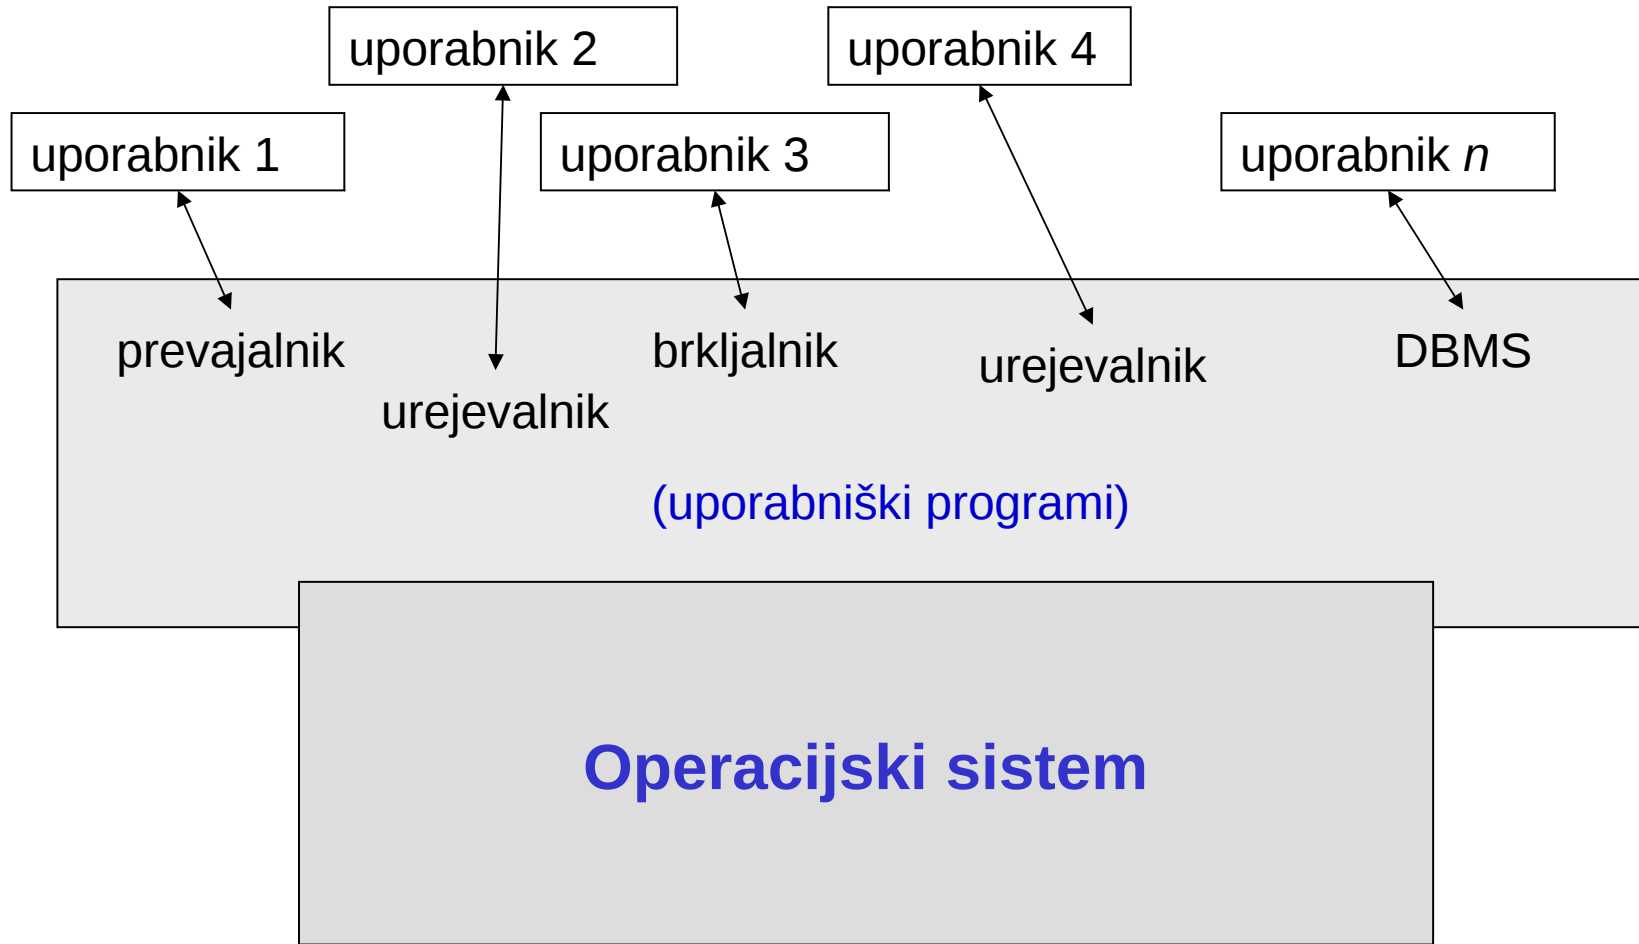 uporabnik 2
uporabnik 4
uporabnik 1
uporabnik 3
uporabnik n
prevajalnik
brkljalnik
urejevalnik
DBMS
urejevalnik
(uporabniški programi)
Operacijski sistem